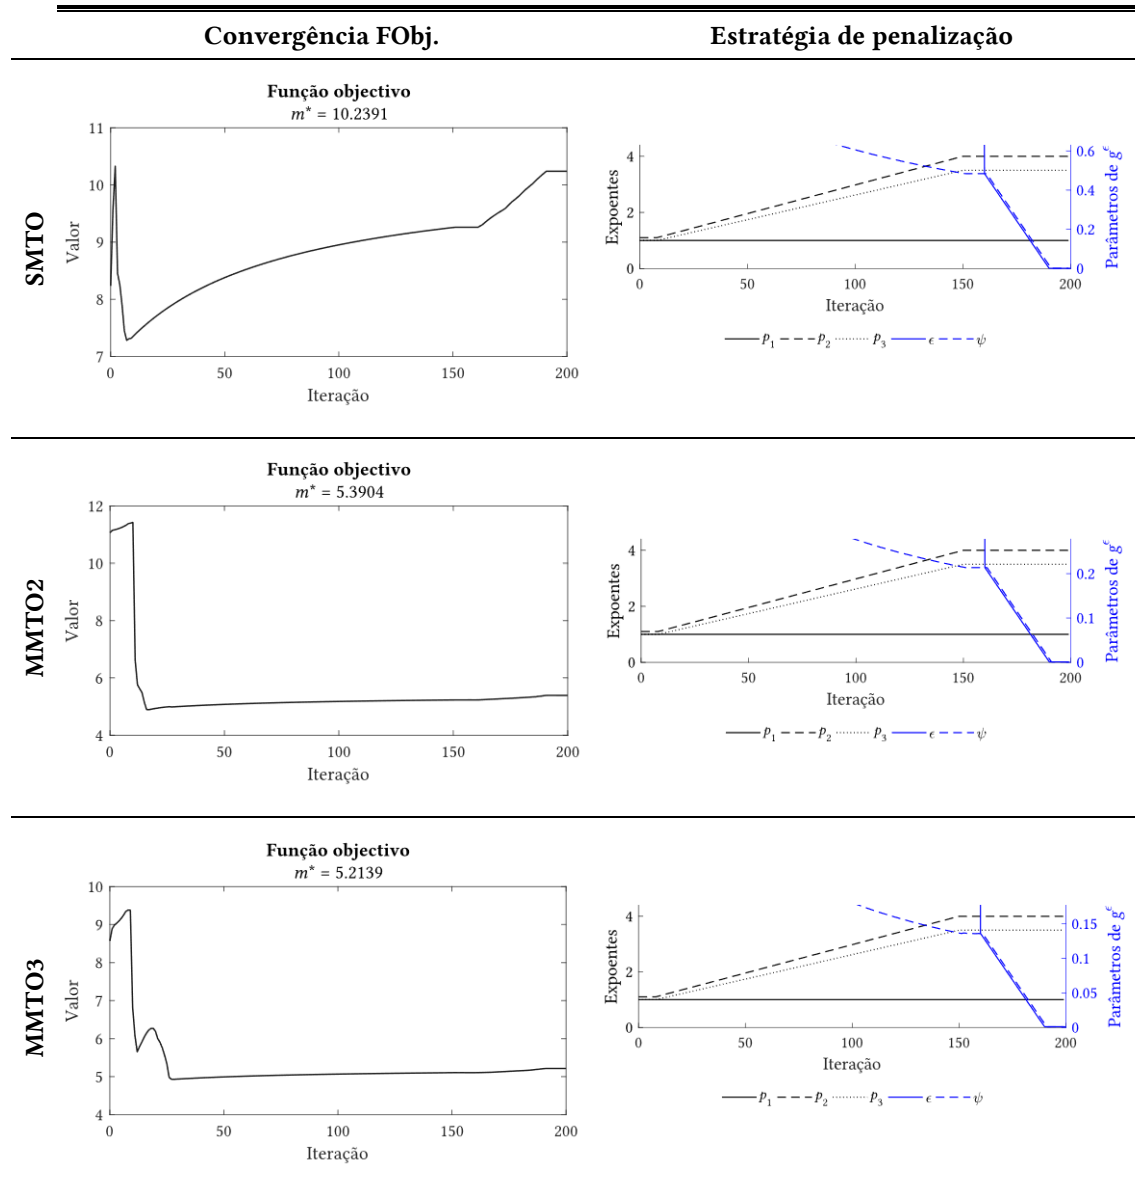 Convergência FObj.
Estratégia de penalização
SMTO
Função objectivo
m* = 10.2391
Valor
11
10
9
8
7
0 50 100 150 200
Iteração
Expoentes
4
2
0
0 50 100 150 200
Iteração
0.6
0.4
0.2
0
Parâmetros de g^ϵ
p₁ p₂ p₃ ϵ ψ
MMTO2
Função objectivo
m* = 5.3904
Valor
12
10
8
6
4
0 50 100 150 200
Iteração
Expoentes
4
2
0
0 50 100 150 200
Iteração
0.2
0.1
0
Parâmetros de g^ϵ
p₁ p₂ p₃ ϵ ψ
MMTO3
Função objectivo
m* = 5.2139
Valor
10
9
8
7
6
5
4
0 50 100 150 200
Iteração
Expoentes
4
2
0
0 50 100 150 200
Iteração
0.15
0.1
0.05
0
Parâmetros de g^ϵ
p₁ p₂ p₃ ϵ ψ